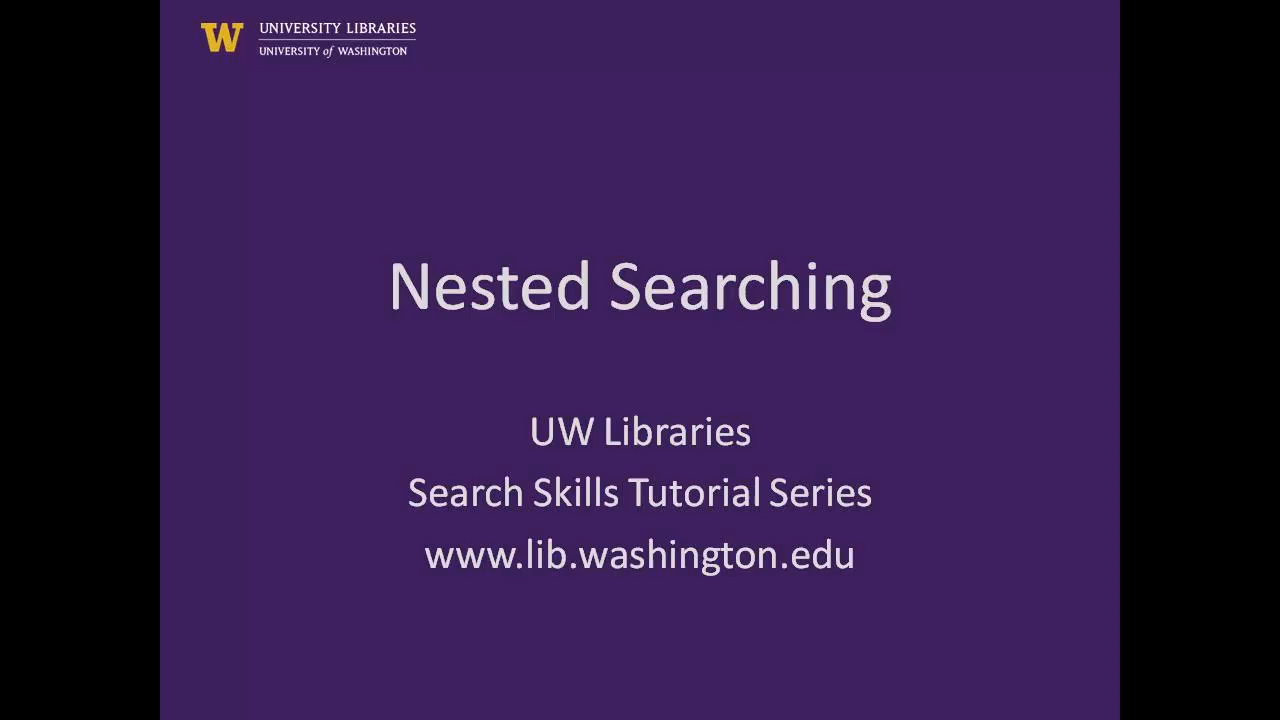 W
UNIVERSITY LIBRARIES
UNIVERSITY of WASHINGTON
Nested Searching
UW Libraries
Search Skills Tutorial Series
www.lib.washington.edu